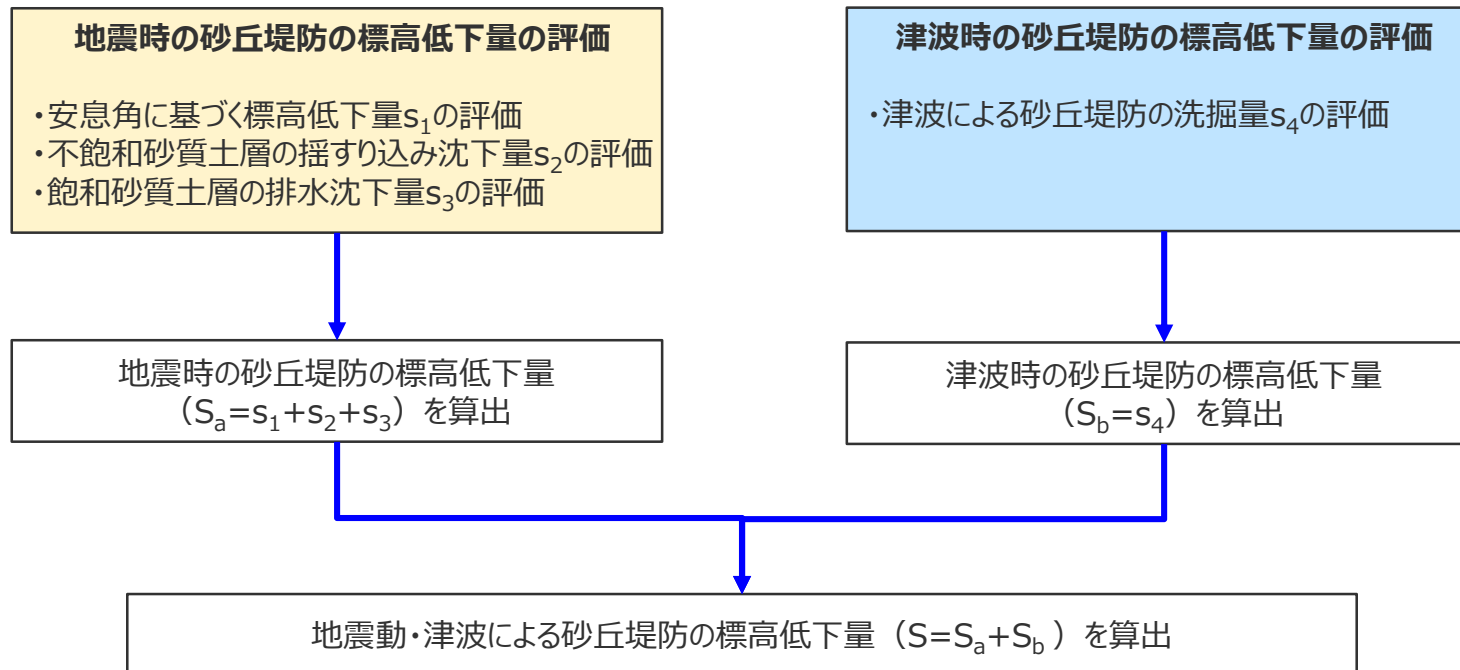 地震時の砂丘堤防の標高低下量の評価
・安息角に基づく標高低下量s₁の評価
・不飽和砂質土層の揺すり込み沈下量s₂の評価
・飽和砂質土層の排水沈下量s₃の評価
津波時の砂丘堤防の標高低下量の評価
・津波による砂丘堤防の洗掘量s₄の評価
地震時の砂丘堤防の標高低下量
（Sₐ=s₁+s₂+s₃）を算出
津波時の砂丘堤防の標高低下量
（S_b=s₄）を算出
地震動・津波による砂丘堤防の標高低下量（S=Sₐ+S_b ）を算出